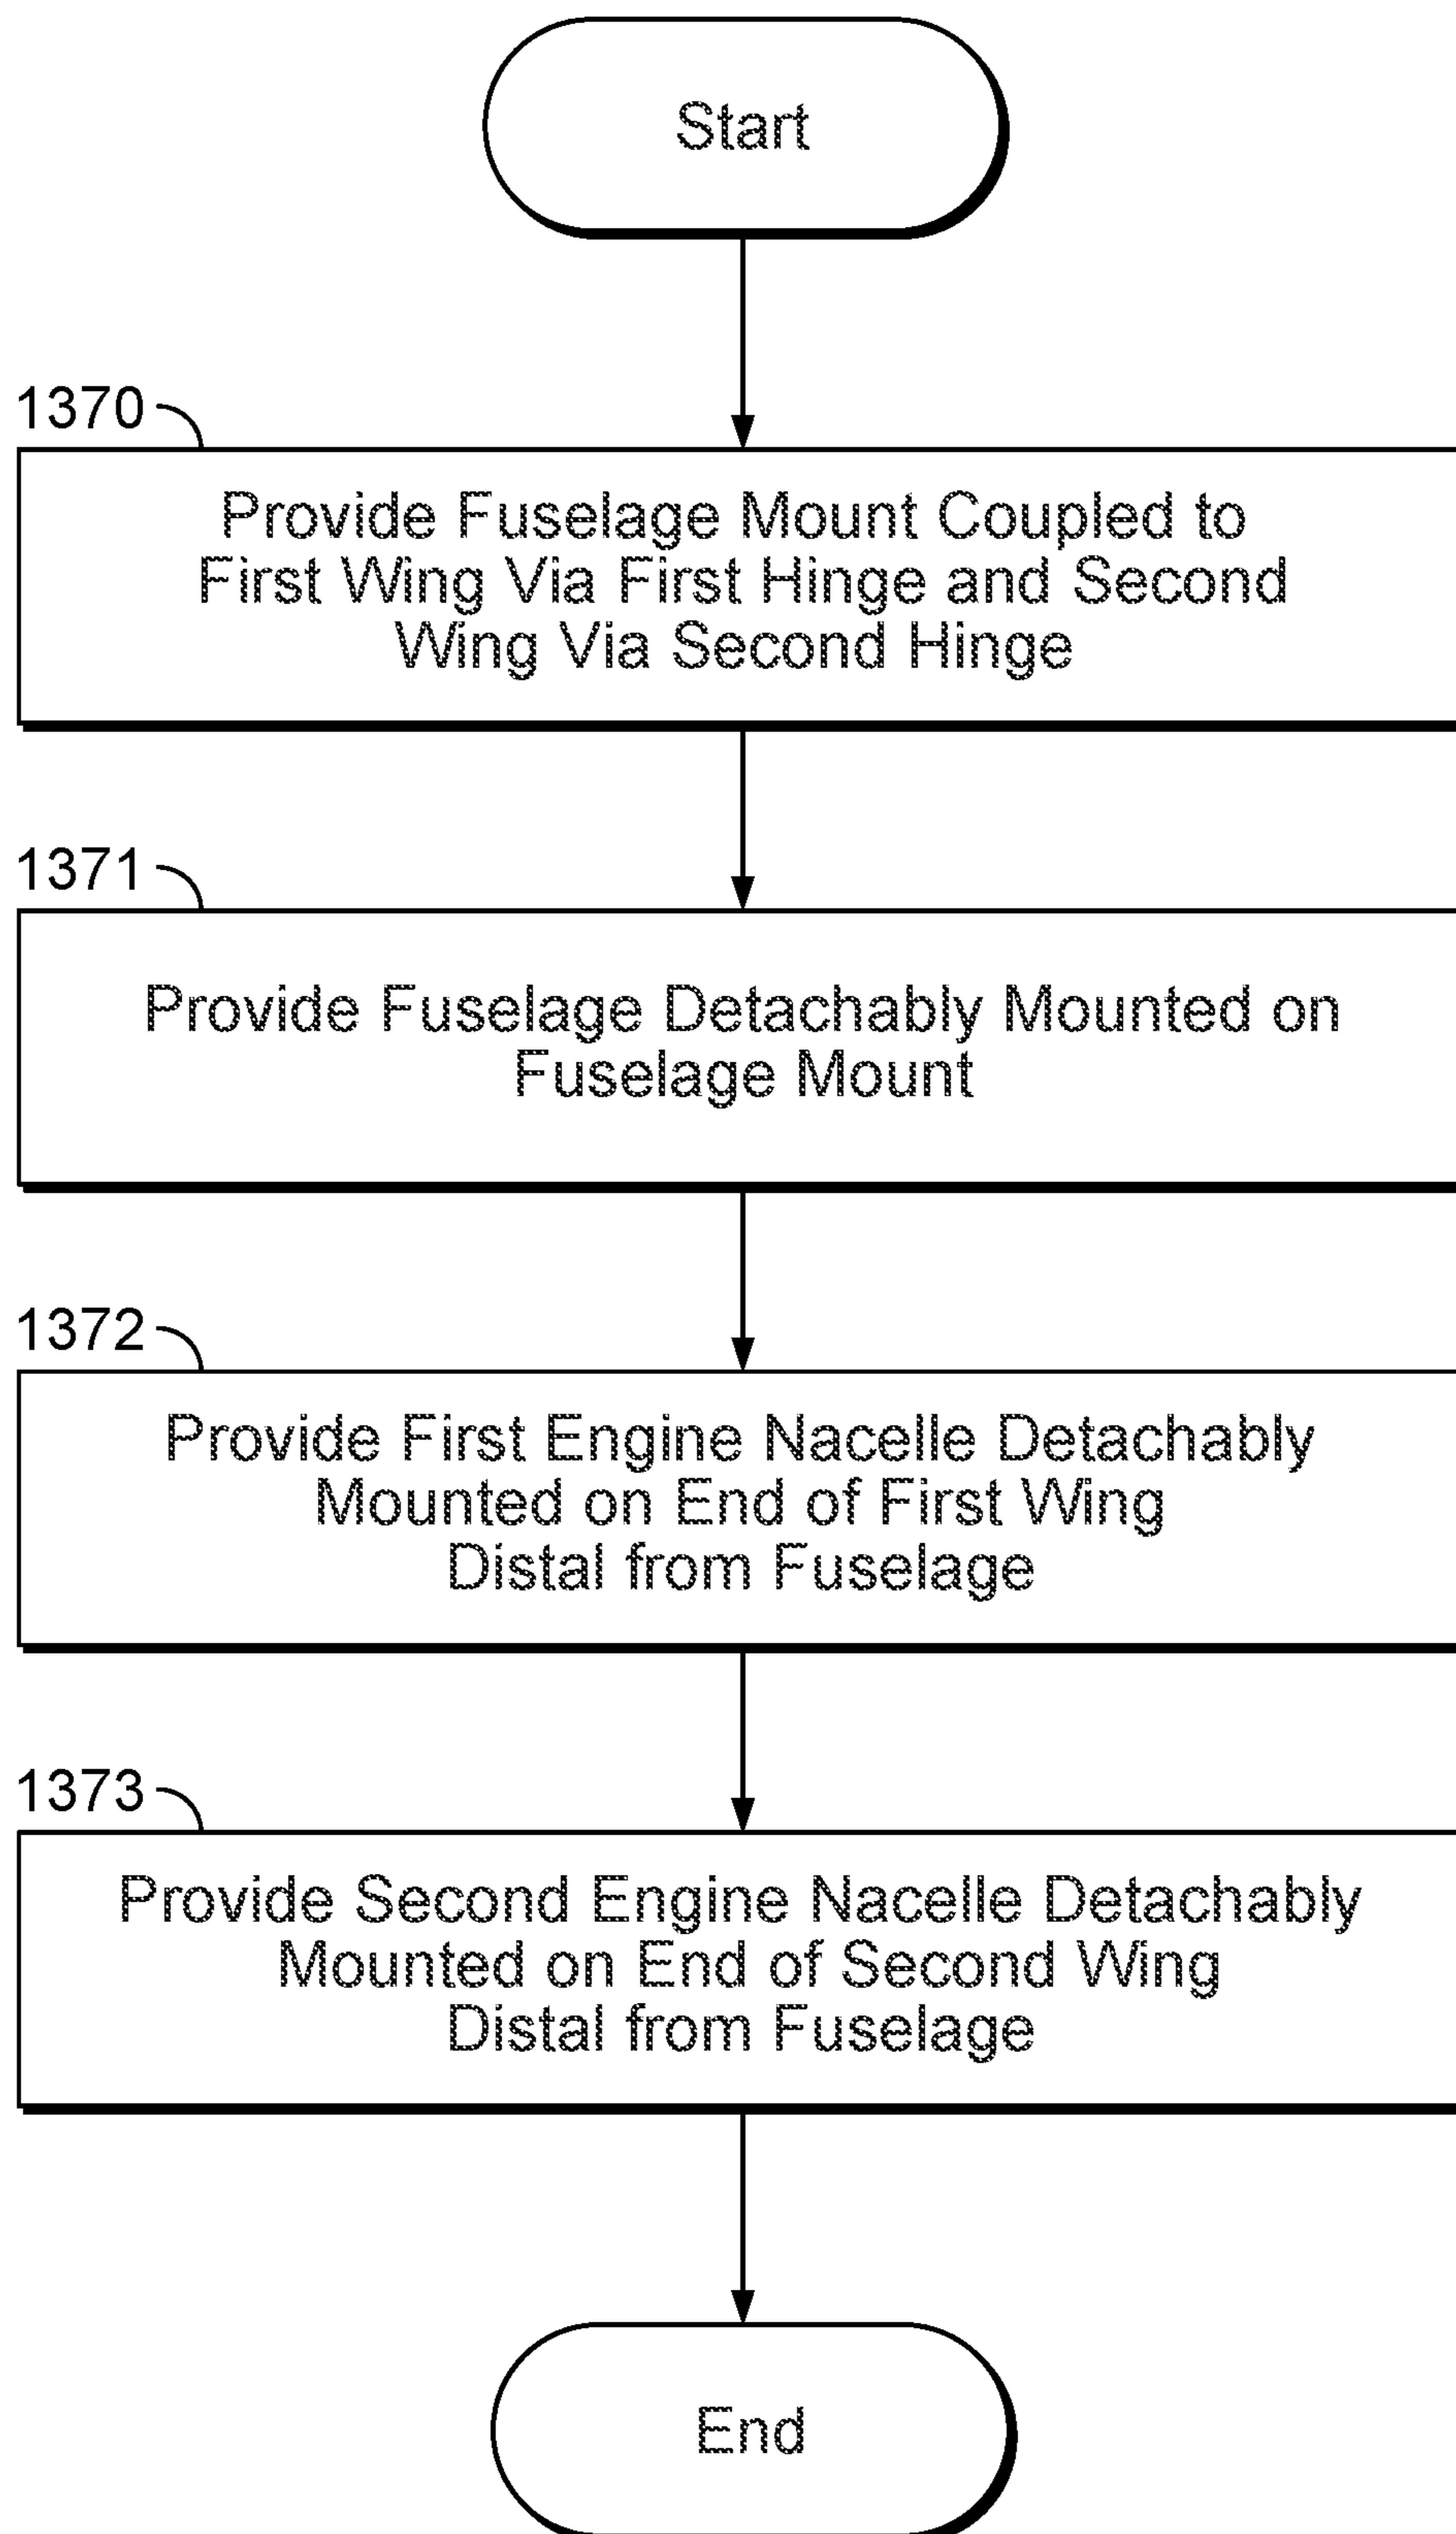 Start
1370
Provide Fuselage Mount Coupled to
First Wing Via First Hinge and Second
Wing Via Second Hinge
1371
Provide Fuselage Detachably Mounted on
Fuselage Mount
1372
Provide First Engine Nacelle Detachably
Mounted on End of First Wing
Distal from Fuselage
1373
Provide Second Engine Nacelle Detachably
Mounted on End of Second Wing
Distal from Fuselage
End